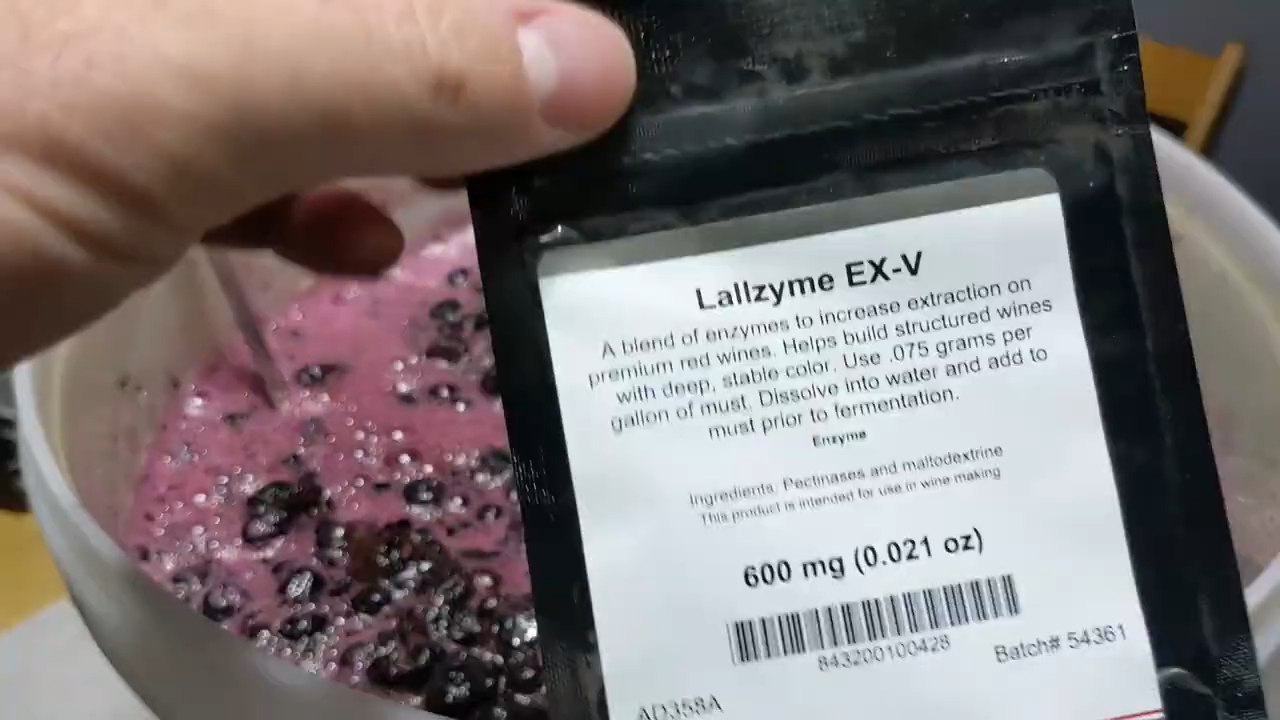 Lallzyme EX-V
A blend of enzymes to increase extraction on
premium red wines. Helps build structured wines
with deep, stable color. Use .075 grams per
gallon of must. Dissolve into water and add to
must prior to fermentation.
Enzyme
Ingredients: Pectinases and maltodextrine
This product is intended for use in wine making
600 mg (0.021 oz)
843200100428
Batch# 54361
AD358A